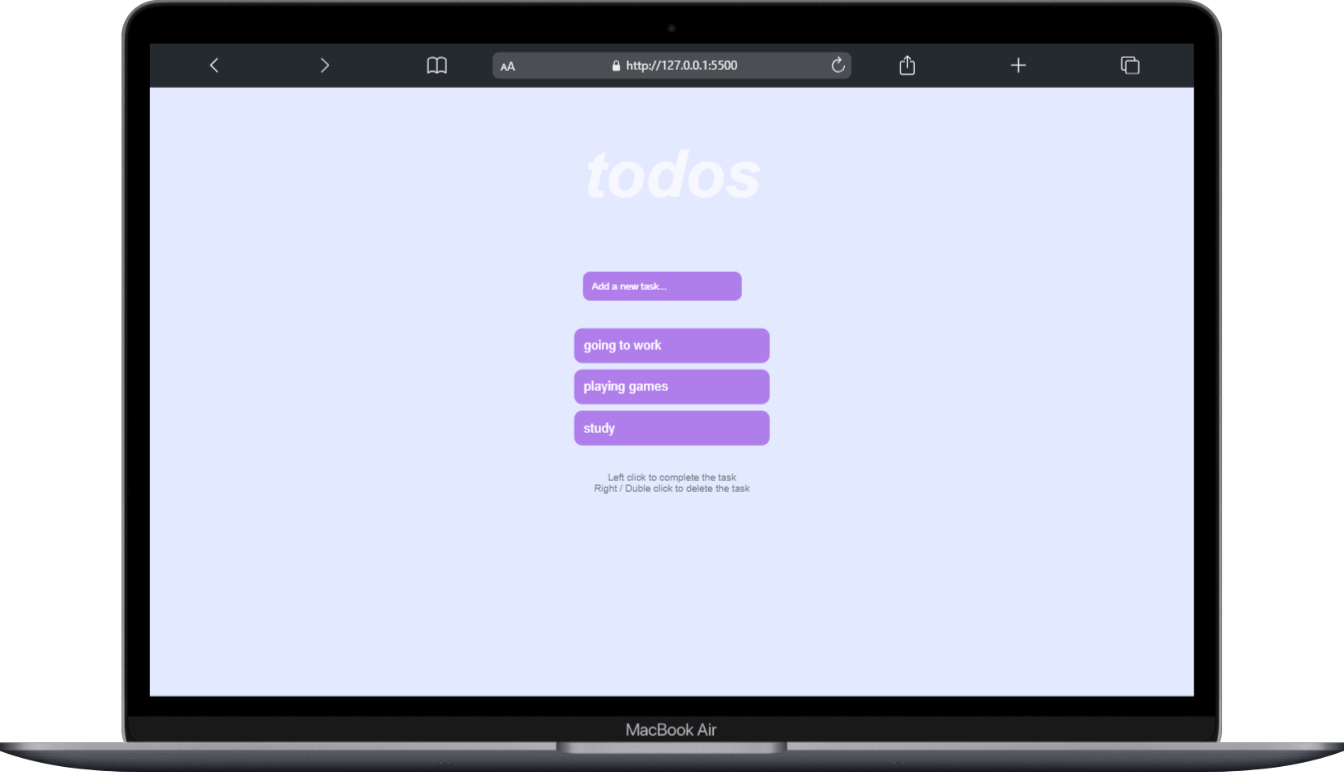 AA http://127.0.0.1:5500
todos
Add a new task...
going to work
playing games
study
Left click to complete the task
Right / Duble click to delete the task
MacBook Air